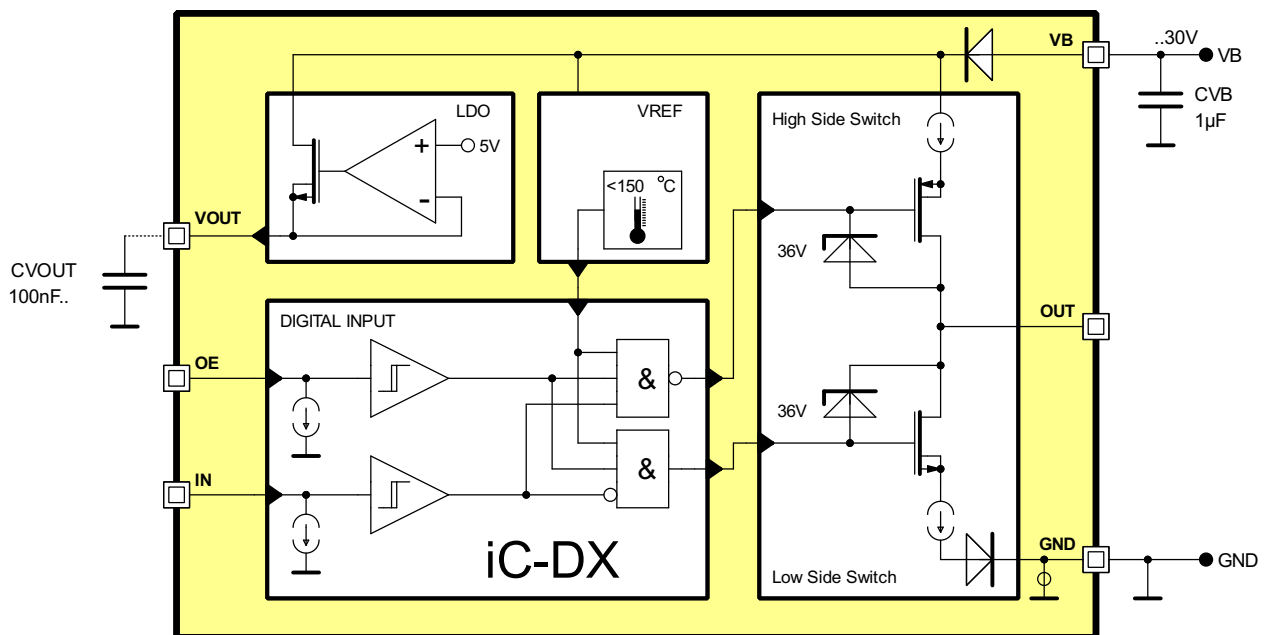 VB
..30V
VB
CVB
1µF
LDO
+
5V
-
VREF
<150 °C
High Side Switch
36V
VOUT
CVOUT
100nF..
DIGITAL INPUT
OE
&
OUT
36V
IN
&
iC-DX
Low Side Switch
GND
GND